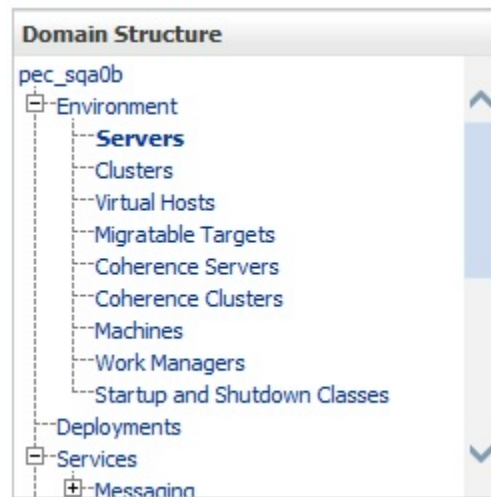 Domain Structure
pec_sqa0b
Environment
Servers
Clusters
Virtual Hosts
Migratable Targets
Coherence Servers
Coherence Clusters
Machines
Work Managers
Startup and Shutdown Classes
Deployments
Services
Messaging